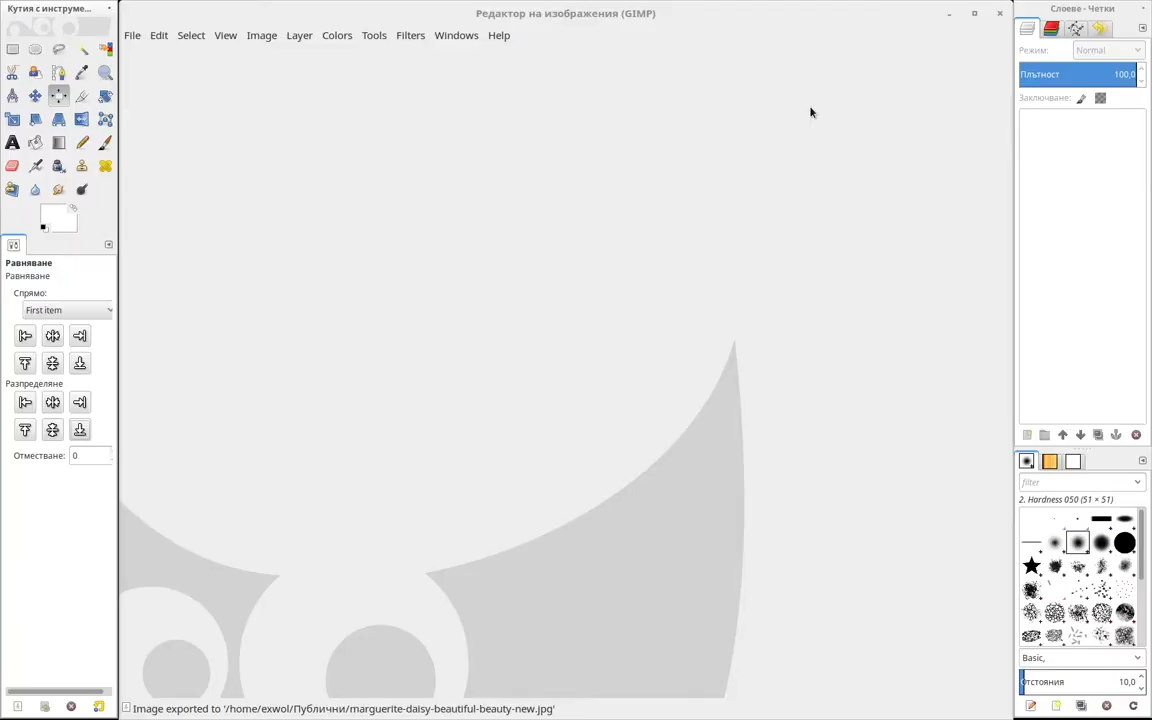 Кутия с инструме...
Редактор на изображения (GIMP)
Слоеве - Четки
File Edit Select View Image Layer Colors Tools Filters Windows Help
Режим: Normal
Плътност 100,0
Заключване:
Равняване
Равняване
Спрямо:
First item
Разпределяне
Отместване: 0
filter
2. Hardness 050 (51 × 51)
Basic,
Отстояния 10,0
Image exported to '/home/exwol/Публични/marguerite-daisy-beautiful-beauty-new.jpg'